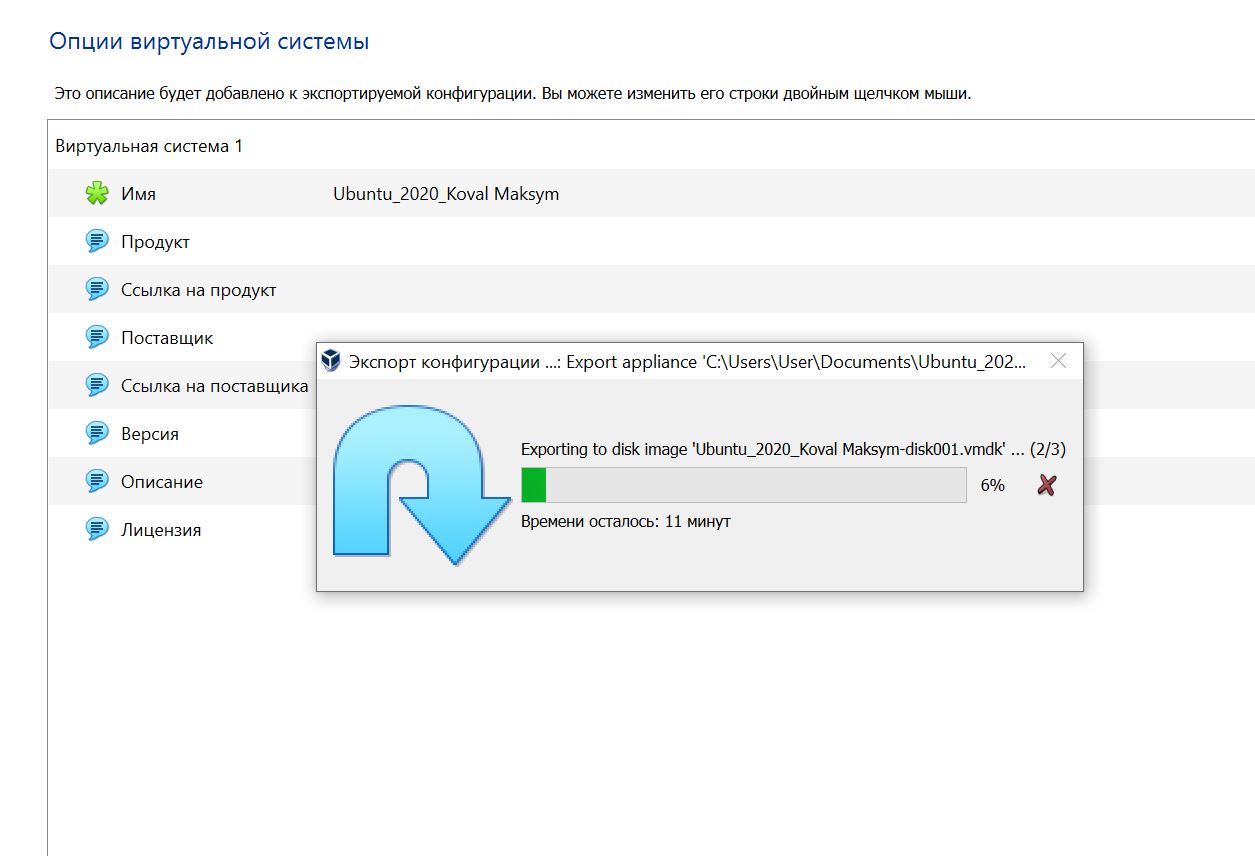 Опции виртуальной системы
Это описание будет добавлено к экспортируемой конфигурации. Вы можете изменить его строки двойным щелчком мыши.
Виртуальная система 1
Имя Ubuntu_2020_Koval Maksym
Продукт
Ссылка на продукт
Поставщик
Ссылка на поставщика
Версия
Описание
Лицензия
Экспорт конфигурации ...: Export appliance 'C:\Users\User\Documents\Ubuntu_202...
Exporting to disk image 'Ubuntu_2020_Koval Maksym-disk001.vmdk' ... (2/3)
6%
Времени осталось: 11 минут